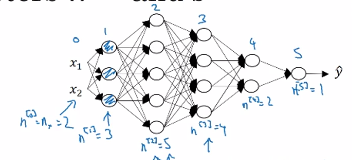 0 1 2 3 4 5
x₁
x₂
ŷ
n^[0] = nₓ = 2
n^[1] = 3
n^[2] = 5
n^[3] = 4
n^[4] = 2
n^[5] = 1